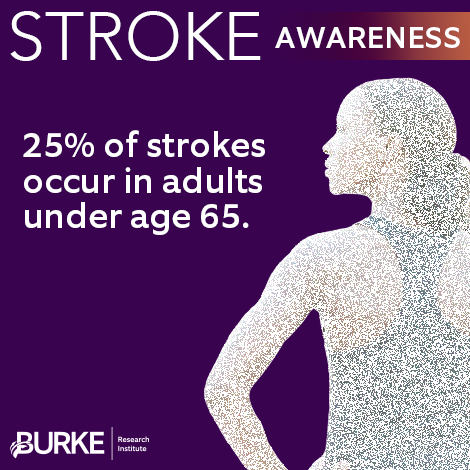 STROKE AWARENESS
25% of strokes
occur in adults
under age 65.
BURKE
Research
Institute